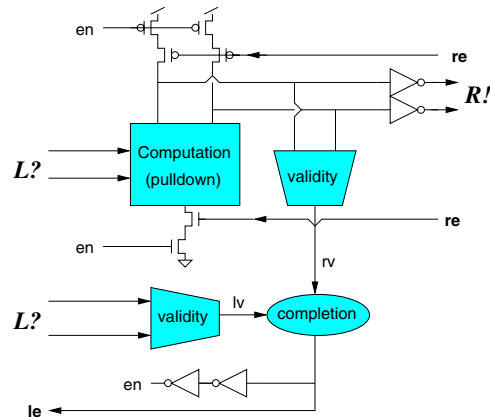 en
re
R!
Computation
(pulldown)
L?
validity
re
en
rv
L?
validity
lv
completion
en
le